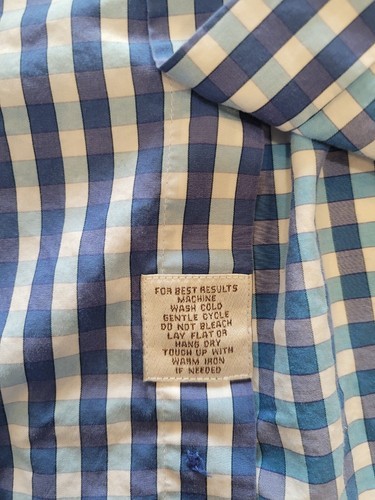 FOR BEST RESULTS
MACHINE
WASH COLD
GENTLE CYCLE
DO NOT BLEACH
LAY FLAT OR
HANG DRY
TOUCH UP WITH
WARM IRON
IF NEEDED